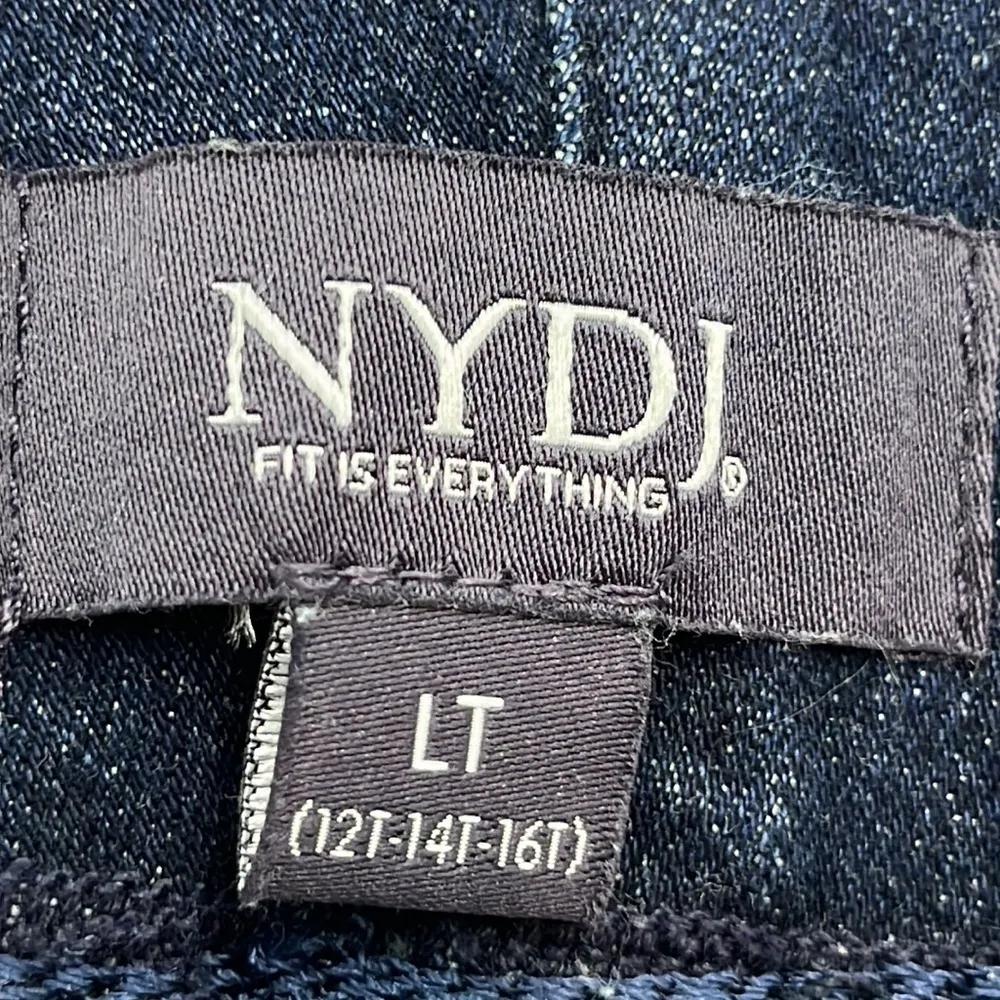 NYDJ®
FIT IS EVERYTHING
LT
(12T-14T-16T)